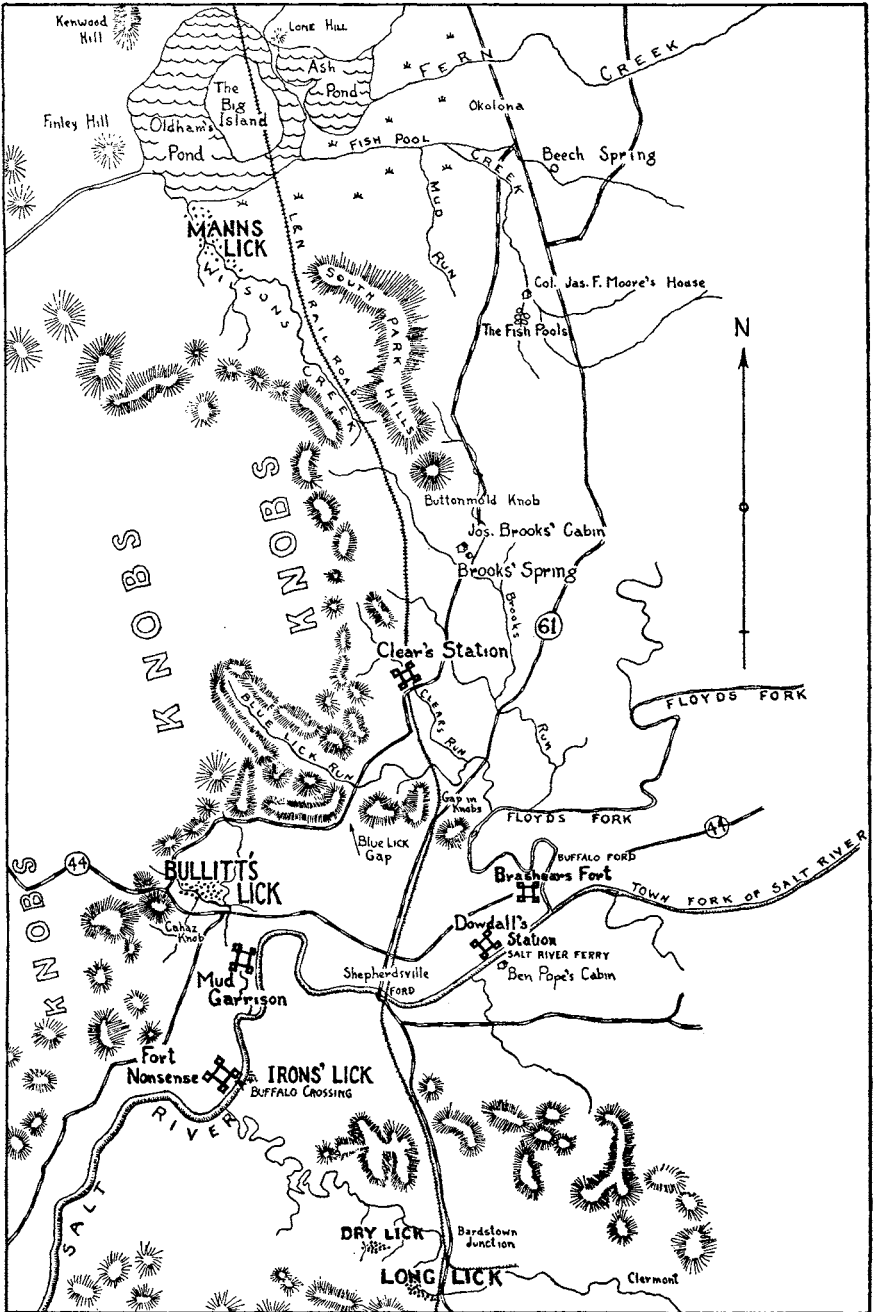 Kenwood
Hill
LONE HILL
Ash
Pond
FERN CREEK
The
Big
Island
Oldham's
Pond
Okolona
Finley Hill
FISH POOL CREEK
Beech Spring
MUD RUN
MANNS
LICK
L&N RAIL ROAD
WILSONS CREEK
SOUTH PARK HILLS
Col. Jas. F. Moore's House
The Fish Pools
N
KNOBS
KNOBS
Buttonmold Knob
Jos. Brooks' Cabin
Brooks' Spring
Brooks Run
61
Clear's Station
CLEARS RUN
FLOYDS FORK
BLUE LICK RUN
Gap in
Knobs
FLOYDS FORK
44
Blue Lick
Gap
BUFFALO FORD
Brashears Fort
TOWN FORK OF SALT RIVER
44
BULLITT'S
LICK
KNOBS
Cahaz
Knob
Dowdall's
Station
SALT RIVER FERRY
Ben Pope's Cabin
Mud
Garrison
Shepherdsville
FORD
Fort
Nonsense
IRONS' LICK
BUFFALO CROSSING
SALT RIVER
DRY LICK
Bardstown
Junction
LONG LICK
Clermont